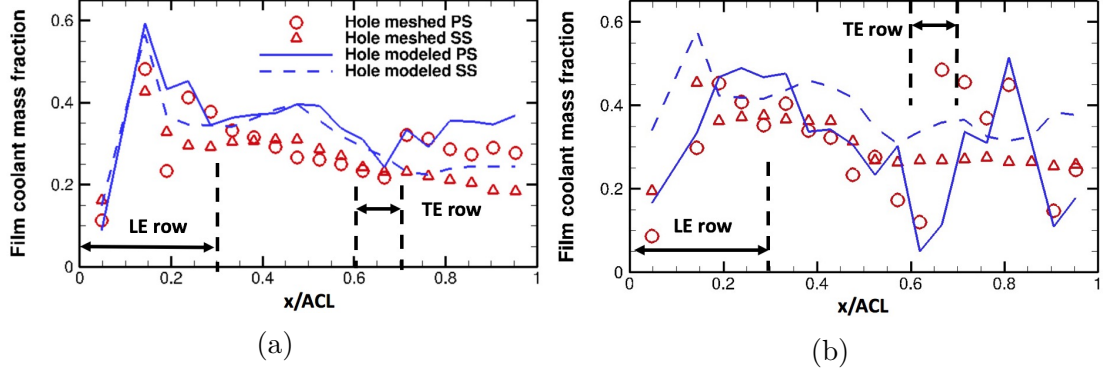 Film coolant mass fraction
0.6
0.4
0.2
0
Hole meshed PS
Hole meshed SS
Hole modeled PS
Hole modeled SS
LE row
TE row
0 0.2 0.4 0.6 0.8 1
x/ACL
(a)
Film coolant mass fraction
0.6
0.4
0.2
0
TE row
LE row
0 0.2 0.4 0.6 0.8 1
x/ACL
(b)